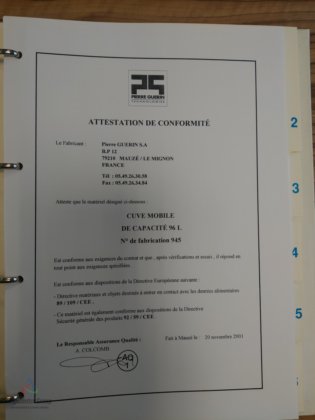 PIERRE GUERIN
TECHNOLOGIES
ATTESTATION DE CONFORMITÉ
Le Fabricant : Pierre GUERIN S.A
B.P 12
79210 MAUZÉ / LE MIGNON
FRANCE
Tél : 05.49.26.30.38
Fax : 05.49.26.34.84
Atteste que le matériel désigné ci-dessous :
CUVE MOBILE
DE CAPACITÉ 96 L
N° de fabrication 945
Est conforme aux exigences du contrat et que , après vérifications et essais , il répond en
tout point aux exigences spécifiées.
Est conforme aux dispositions de la Directive Européenne suivante :
- Directive matériaux et objets destinés à entrer en contact avec les denrées alimentaires
89 / 109 / CEE .
- Ce matériel est également conforme aux dispositions de la Directive
Sécurité générale des produits 92 / 59 / CEE.
Le Responsable Assurance Qualité : Fait à Mauzé le : 20 novembre 2001
A. COLCOMB
AQ
1
2
3
4
5